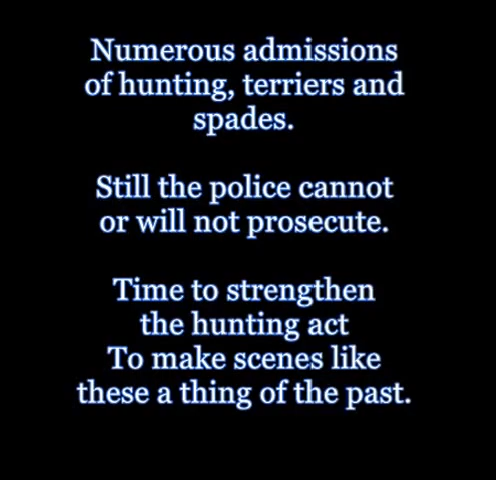 Numerous admissions
of hunting, terriers and
spades.
Still the police cannot
or will not prosecute.
Time to strengthen
the hunting act
To make scenes like
these a thing of the past.